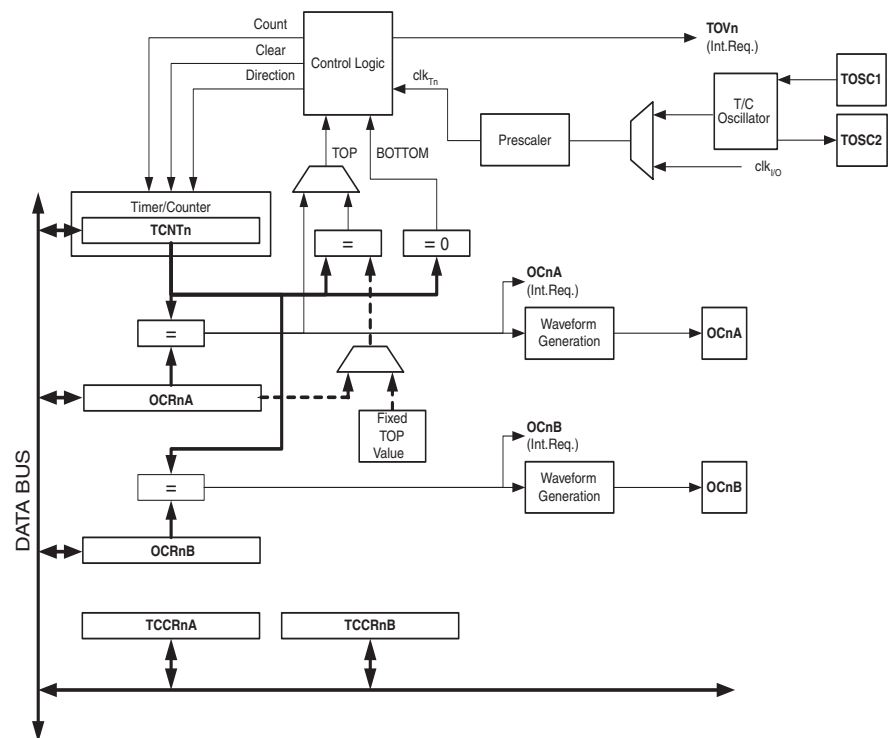 Count
Clear
Direction
Control Logic
TOVn
(Int.Req.)
clkTn
TOSC1
T/C
Oscillator
TOSC2
Prescaler
clkI/O
TOP
BOTTOM
Timer/Counter
TCNTn
=
= 0
OCnA
(Int.Req.)
=
Waveform
Generation
OCnA
OCRnA
Fixed
TOP
Value
OCnB
(Int.Req.)
=
Waveform
Generation
OCnB
OCRnB
DATA BUS
TCCRnA
TCCRnB